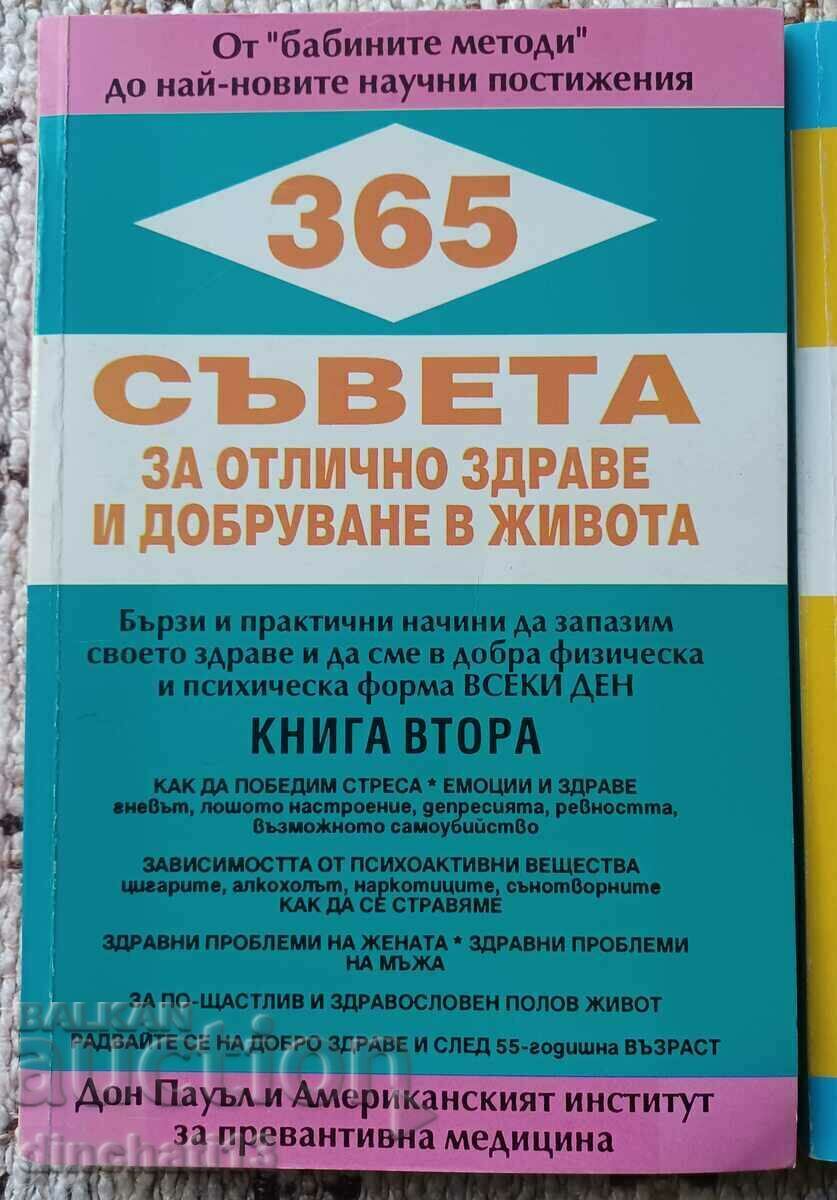 От "бабините методи"
до най-новите научни постижения
365
СЪВЕТА
ЗА ОТЛИЧНО ЗДРАВЕ
И ДОБРУВАНЕ В ЖИВОТА
Бързи и практични начини да запазим
своето здраве и да сме в добра физическа
и психическа форма ВСЕКИ ДЕН
КНИГА ВТОРА
КАК ДА ПОБЕДИМ СТРЕСА * ЕМОЦИИ И ЗДРАВЕ
гневът, лошото настроение, депресията, ревността,
възможното самоубийство
ЗАВИСИМОСТТА ОТ ПСИХОАКТИВНИ ВЕЩЕСТВА
цигарите, алкохолът, наркотиците, сънотворните
КАК ДА СЕ СТРАВЯМЕ
ЗДРАВНИ ПРОБЛЕМИ НА ЖЕНАТА * ЗДРАВНИ ПРОБЛЕМИ
НА МЪЖА
ЗА ПО-ЩАСТЛИВ И ЗДРАВОСЛОВЕН ПОЛОВ ЖИВОТ
РАДВАЙТЕ СЕ НА ДОБРО ЗДРАВЕ И СЛЕД 55-годишна ВЪЗРАСТ
Дон Пауъл и Американският институт
за превантивна медицина
BALKAN
auction
dinchati13